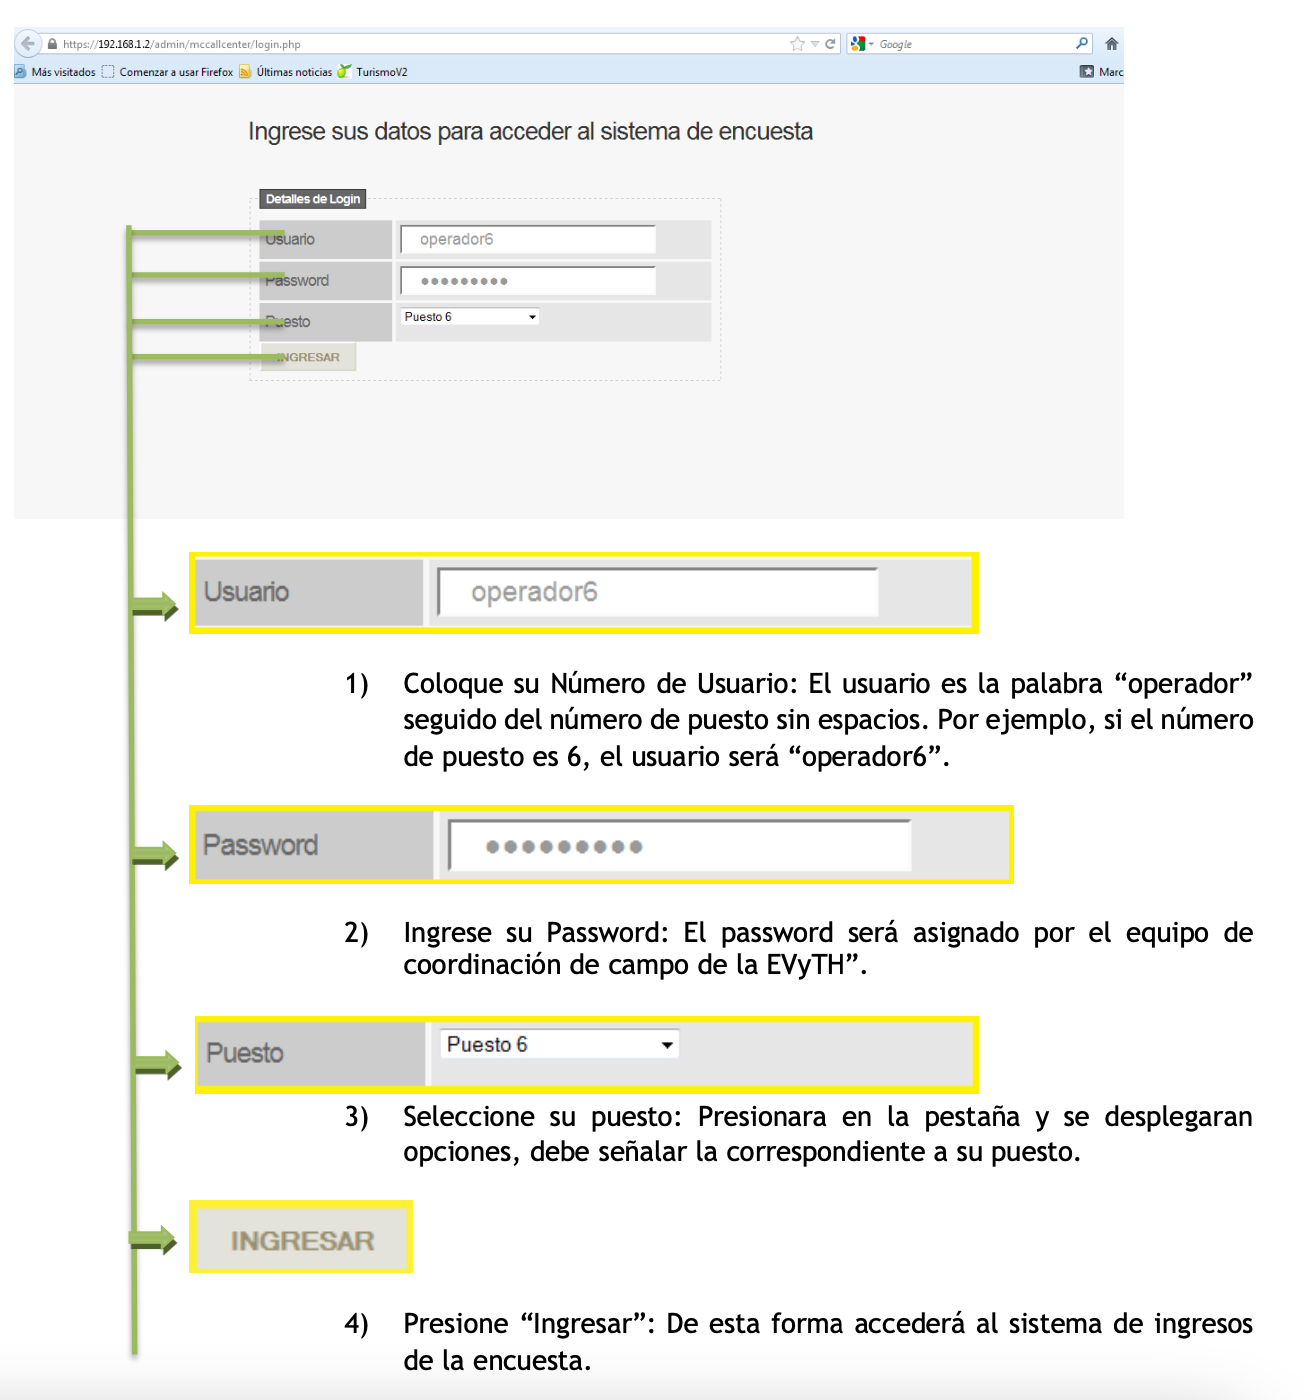 https://192.168.1.2/admin/mccallcenter/login.php
Google
Más visitados
Comenzar a usar Firefox
Últimas noticias
TurismoV2
Marc
Ingrese sus datos para acceder al sistema de encuesta
Detalles de Login
Usuario operador6
Password •••••••••
Puesto Puesto 6
INGRESAR
Usuario operador6
1) Coloque su Número de Usuario: El usuario es la palabra “operador”
seguido del número de puesto sin espacios. Por ejemplo, si el número
de puesto es 6, el usuario será “operador6”.
Password •••••••••
2) Ingrese su Password: El password será asignado por el equipo de
coordinación de campo de la EVyTH”.
Puesto Puesto 6
3) Seleccione su puesto: Presionara en la pestaña y se desplegaran
opciones, debe señalar la correspondiente a su puesto.
INGRESAR
4) Presione “Ingresar”: De esta forma accederá al sistema de ingresos
de la encuesta.